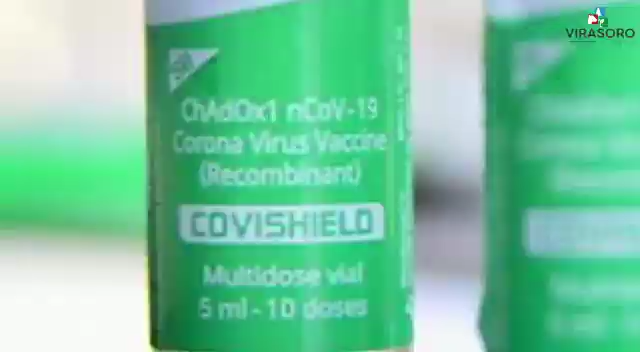 VIRASORO
ChAdOx1 nCoV-19
Corona Virus Vaccine
(Recombinant)
COVISHIELD
Multidose vial
5 ml - 10 doses